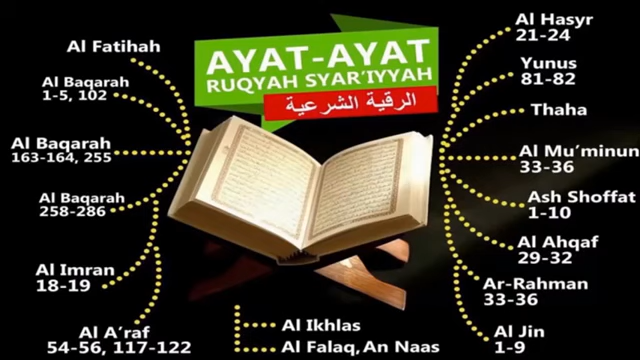 AYAT-AYAT
RUQYAH SYAR'IYYAH
الرقية الشرعية
Al Fatihah
Al Baqarah
1-5, 102
Al Baqarah
163-164, 255
Al Baqarah
258-286
Al Imran
18-19
Al A'raf
54-56, 117-122
Al Ikhlas
Al Falaq, An Naas
Al Hasyr
21-24
Yunus
81-82
Thaha
Al Mu'minun
33-36
Ash Shoffat
1-10
Al Ahqaf
29-32
Ar-Rahman
33-36
Al Jin
1-9